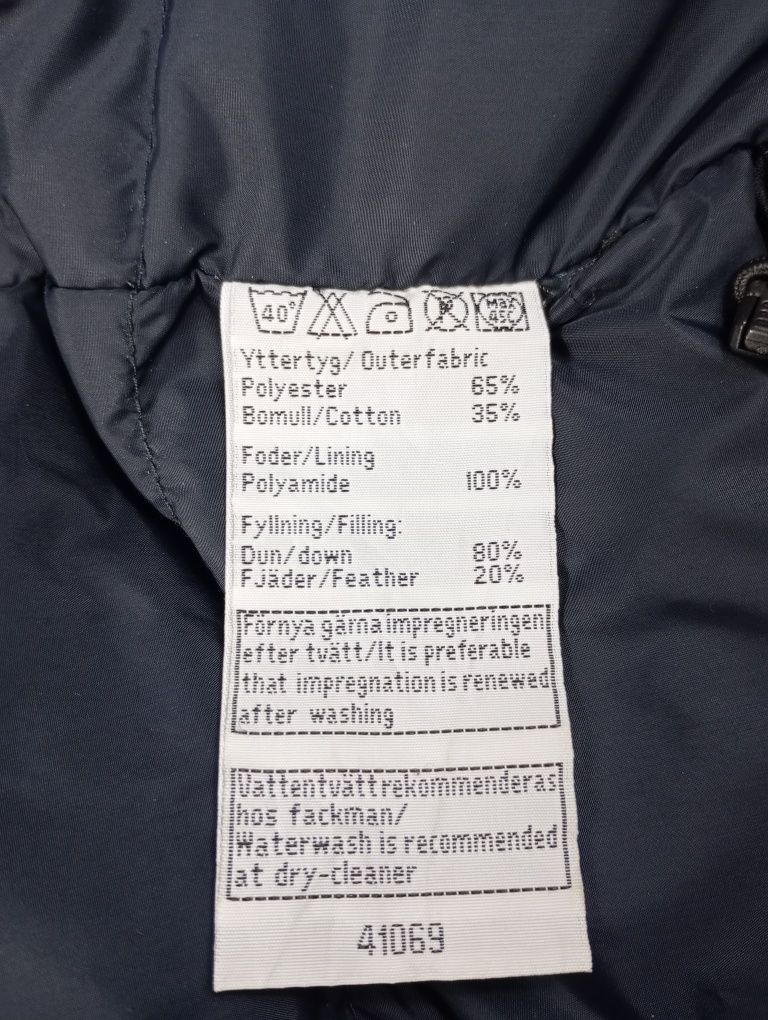 40°
MAX
45C
Yttertyg/ Outerfabric
Polyester 65%
Bomull/Cotton 35%
Foder/Lining
Polyamide 100%
Fyllning/Filling:
Dun/down 80%
Fjäder/Feather 20%
Förnya gärna impregneringen
efter tvätt/It is preferable
that impregnation is renewed
after washing
Vattentvätt rekommenderas
hos fackman/
Waterwash is recommended
at dry-cleaner
41069